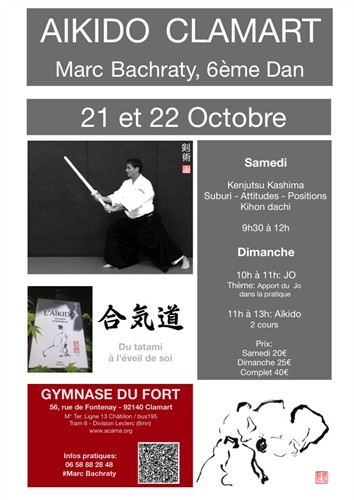 AIKIDO CLAMART
Marc Bachraty, 6ème Dan
21 et 22 Octobre
剣術
Samedi
Kenjutsu Kashima
Suburi - Attitudes - Positions
Kihon dachi
9h30 à 12h
Dimanche
10h à 11h: JO
Thème: Apport du Jo
dans la pratique
11h à 13h: Aïkido
2 cours
Prix:
Samedi 20€
Dimanche 25€
Complet 40€
L'AÏKIDO
合気道
Du tatami
à l'éveil de soi
GYMNASE DU FORT
56, rue de Fontenay - 92140 Clamart
M° Ter. Ligne 13 Châtillon / bus195
Tram 6 - Division Leclerc (8mn)
www.acama.org
Infos pratiques:
06 58 88 28 48
#Marc Bachraty